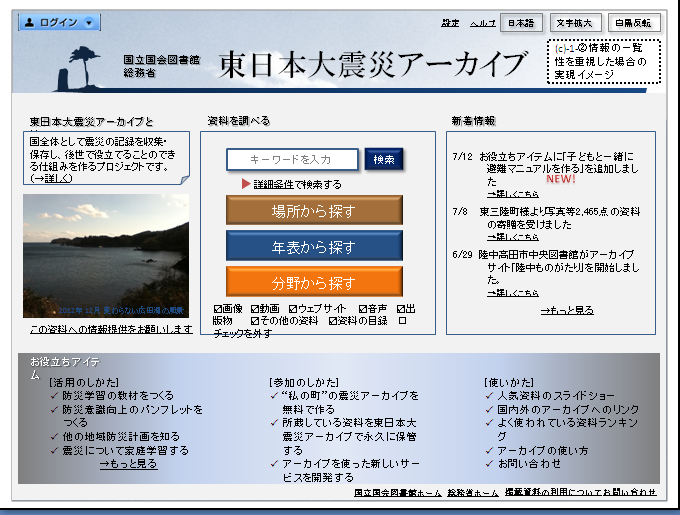 ログイン
設定 ヘルプ 日本語 文字拡大 白黒反転
国立国会図書館
総務省
東日本大震災アーカイブ
(c)-1-②情報の一覧
性を重視した場合の
実現イメージ
東日本大震災アーカイブと
国全体として震災の記録を収集・
保存し、後世で役立てることのでき
る仕組みを作るプロジェクトです。
(→詳しく)
2012年 12月 変わらない広田湾の風景
この資料への情報提供をお願いします
資料を調べる
キーワードを入力 検索
詳細条件で検索する
場所から探す
年表から探す
分野から探す
☑画像 ☑動画 ☑ウェブサイト ☑音声 ☑出
版物 ☑その他の資料 ☑資料の目録 ロ
チェックを外す
新着情報
7/12 お役立ちアイテムに「子どもと一緒に
避難マニュアルを作る」を追加しまし
た NEW!
→詳しくこちら
7/8 東三陸町様より写真等2,465点の資料
の寄贈を受けました
→詳しくこちら
6/29 陸中高田市中央図書館がアーカイブ
サイト「陸中ものがたり」を開始しまし
た。
→詳しくこちら
→もっと見る
お役立ちアイテ
ム
[活用のしかた]
✓ 防災学習の教材をつくる
✓ 防災意識向上のパンフレットを
つくる
✓ 他の地域防災計画を知る
✓ 震災について家庭学習する
→もっと見る
[参加のしかた]
✓ “私の町”の震災アーカイブを
無料で作る
✓ 所蔵している資料を東日本大
震災アーカイブで永久に保管
する
✓ アーカイブを使った新しいサー
ビスを開発する
[使いかた]
✓ 人気資料のスライドショー
✓ 国内外のアーカイブへのリンク
✓ よく使われている資料ランキン
グ
✓ アーカイブの使い方
✓ お問い合わせ
国立国会図書館ホーム 総務省ホーム 掲載資料の利用についてお問い合わせ